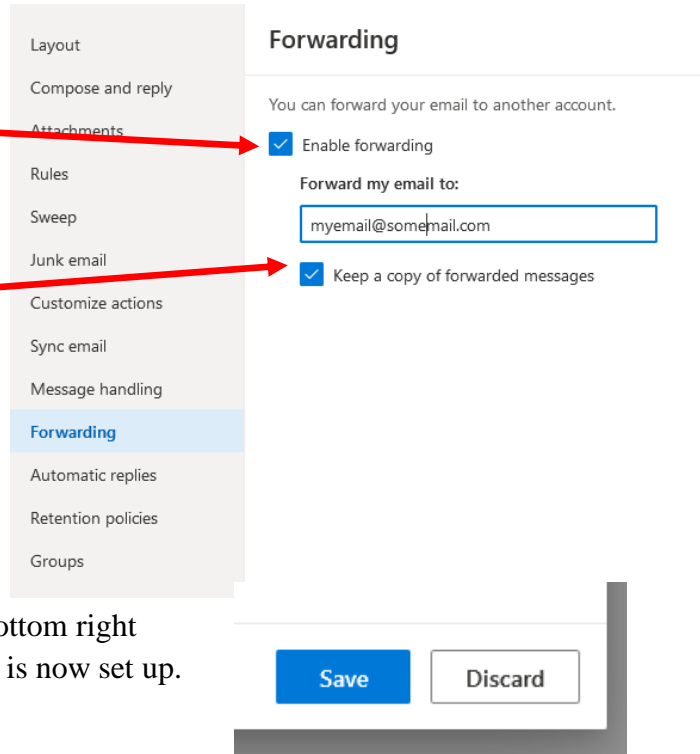 Layout
Compose and reply
Attachments
Rules
Sweep
Junk email
Customize actions
Sync email
Message handling
Forwarding
Automatic replies
Retention policies
Groups
Forwarding
You can forward your email to another account.
Enable forwarding
Forward my email to:
myemail@somemail.com
Keep a copy of forwarded messages
ottom right
is now set up.
Save Discard